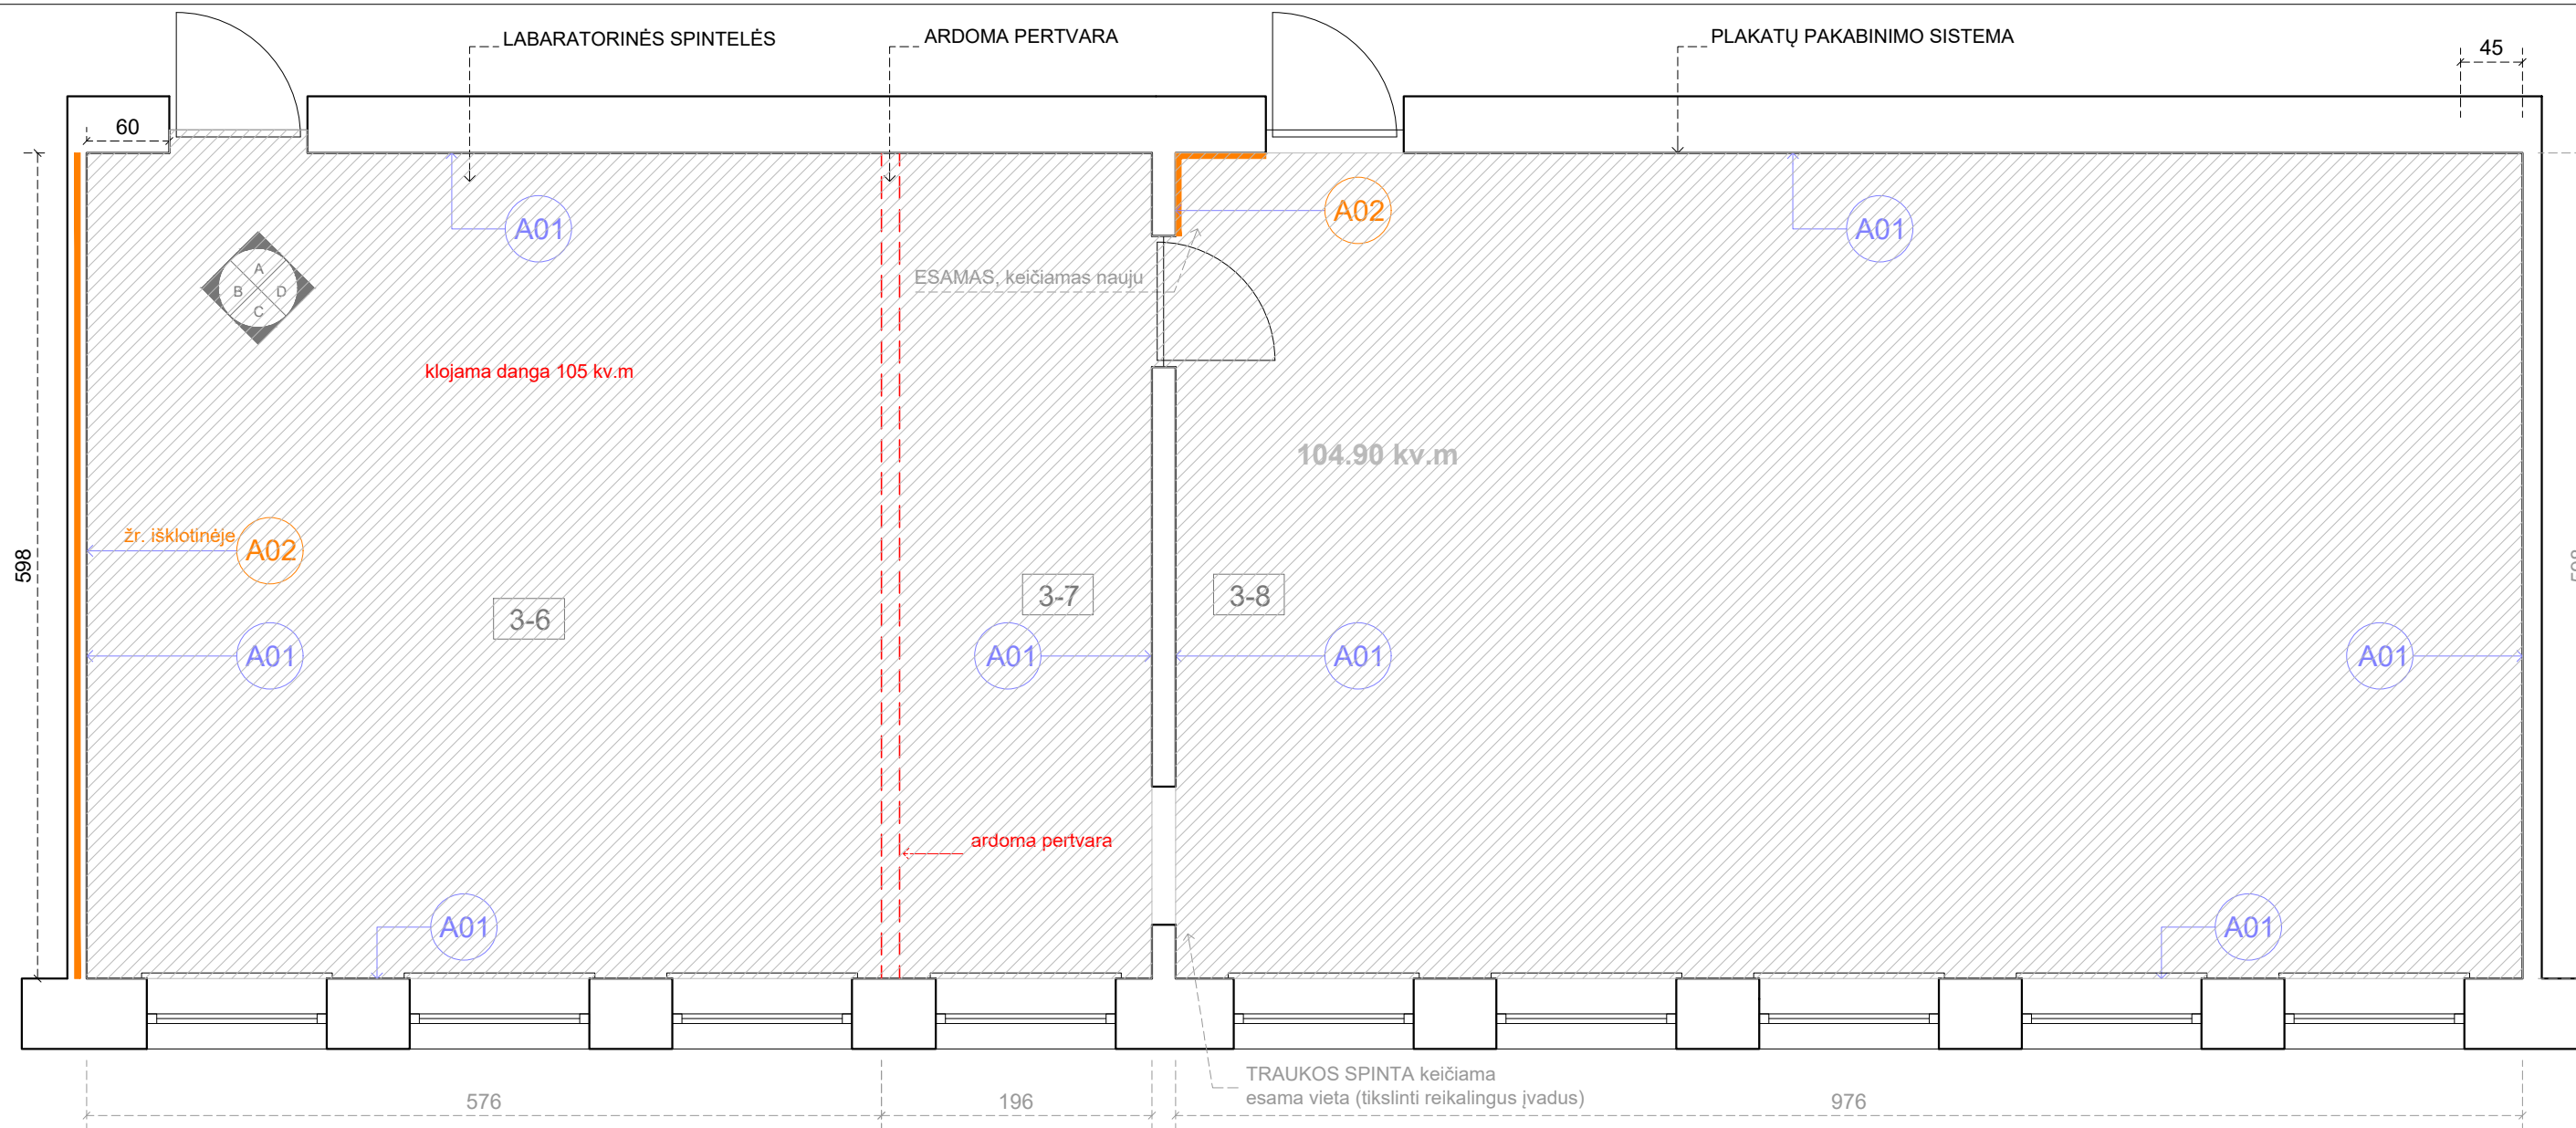 LABARATORINĖS SPINTELĖS
ARDOMA PERTVARA
PLAKATŲ PAKABINIMO SISTEMA
45
60
A01
A02
A01
A
B
D
C
ESAMAS, keičiamas nauju
klojama danga 105 kv.m
104.90 kv.m
žr. išklotinėje
A02
598
3-6
3-7
3-8
A01
A01
A01
A01
ardoma pertvara
A01
A01
TRAUKOS SPINTA keičiama
esama vieta (tikslinti reikalingus įvadus)
576
196
976